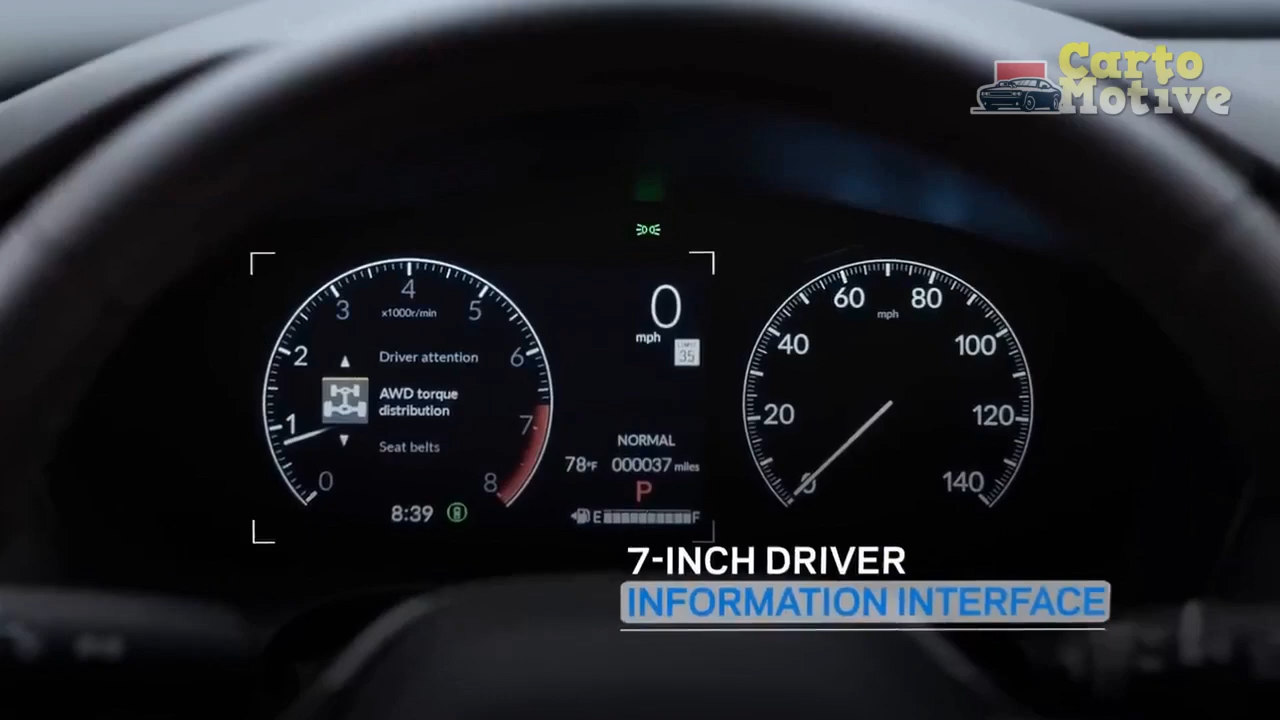 Carto
Motive
4
3
5
x1000r/min
2
6
Driver attention
AWD torque
distribution
1
7
Seat belts
0
8
8:39
0
mph
LIMIT
35
NORMAL
78°F 000037 miles
P
E F
60
80
mph
40
100
20
120
0
140
7-INCH DRIVER
INFORMATION INTERFACE